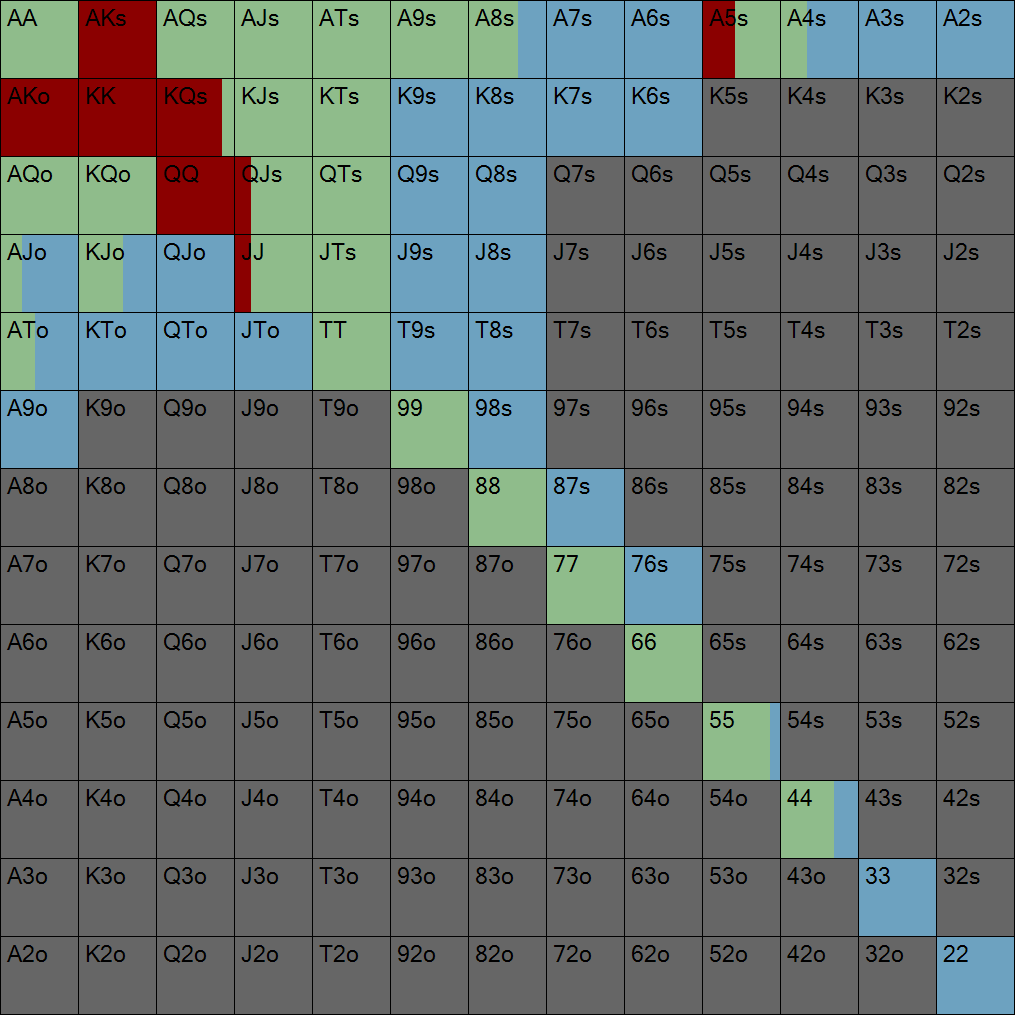 AA AKs AQs AJs ATs A9s A8s A7s A6s A5s A4s A3s A2s
AKo KK KQs KJs KTs K9s K8s K7s K6s K5s K4s K3s K2s
AQo KQo QQ QJs QTs Q9s Q8s Q7s Q6s Q5s Q4s Q3s Q2s
AJo KJo QJo JJ JTs J9s J8s J7s J6s J5s J4s J3s J2s
ATo KTo QTo JTo TT T9s T8s T7s T6s T5s T4s T3s T2s
A9o K9o Q9o J9o T9o 99 98s 97s 96s 95s 94s 93s 92s
A8o K8o Q8o J8o T8o 98o 88 87s 86s 85s 84s 83s 82s
A7o K7o Q7o J7o T7o 97o 87o 77 76s 75s 74s 73s 72s
A6o K6o Q6o J6o T6o 96o 86o 76o 66 65s 64s 63s 62s
A5o K5o Q5o J5o T5o 95o 85o 75o 65o 55 54s 53s 52s
A4o K4o Q4o J4o T4o 94o 84o 74o 64o 54o 44 43s 42s
A3o K3o Q3o J3o T3o 93o 83o 73o 63o 53o 43o 33 32s
A2o K2o Q2o J2o T2o 92o 82o 72o 62o 52o 42o 32o 22